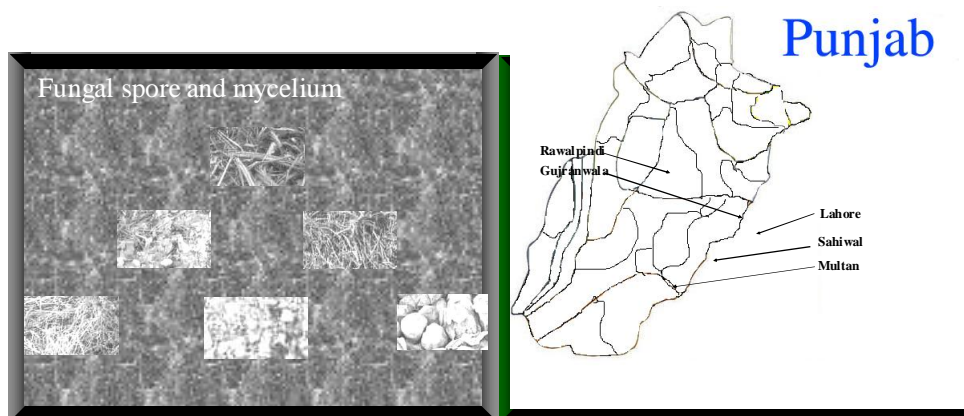 Fungal spore and mycelium
Punjab
Rawalpindi
Gujranwala
Lahore
Sahiwal
Multan